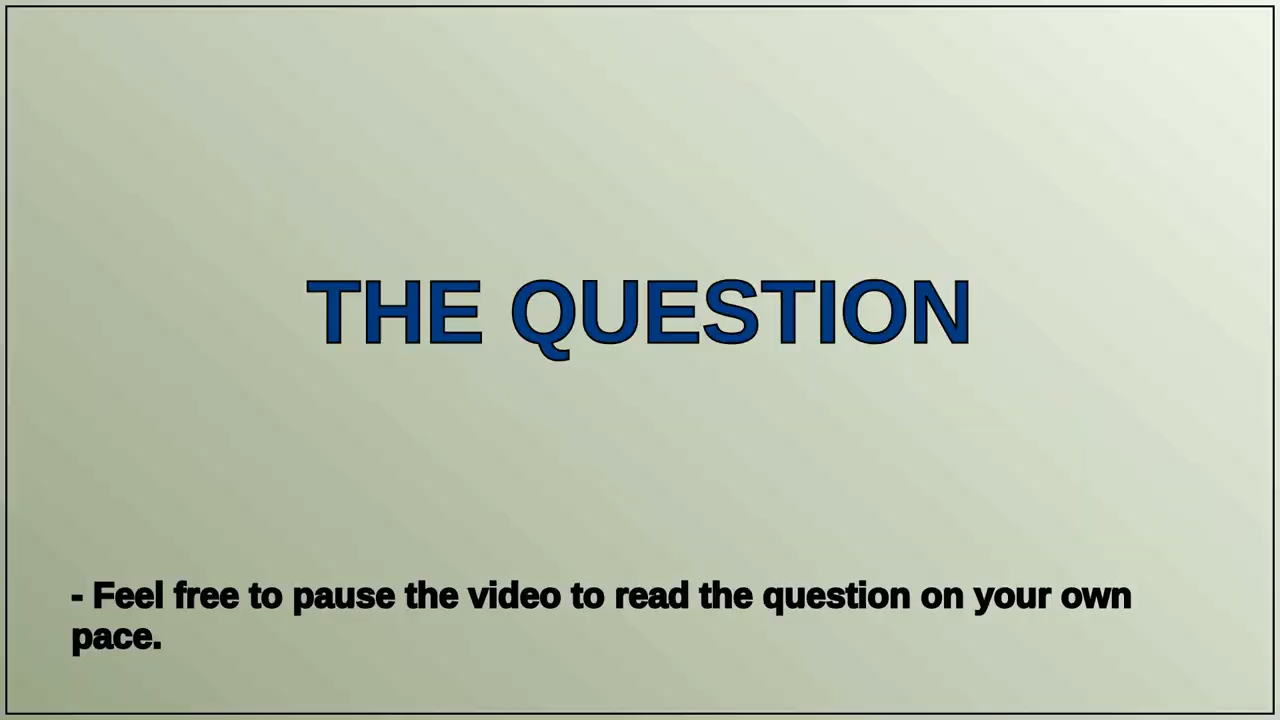 THE QUESTION
- Feel free to pause the video to read the question on your own
pace.